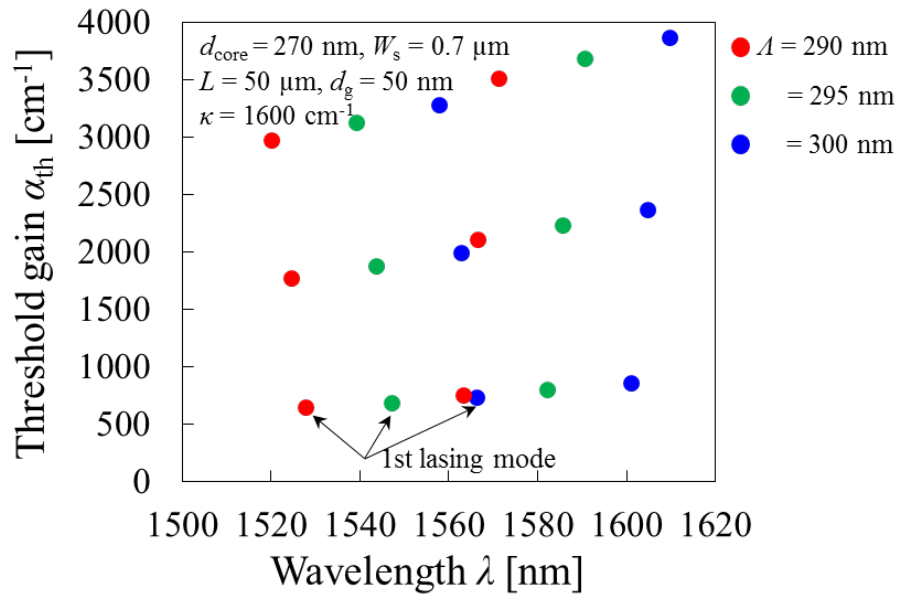 4000
3500
3000
2500
2000
1500
1000
500
0
Threshold gain αth [cm-1]
dcore = 270 nm, Ws = 0.7 μm
L = 50 μm, dg = 50 nm
κ = 1600 cm-1
1st lasing mode
1500 1520 1540 1560 1580 1600 1620
Wavelength λ [nm]
Λ = 290 nm
= 295 nm
= 300 nm